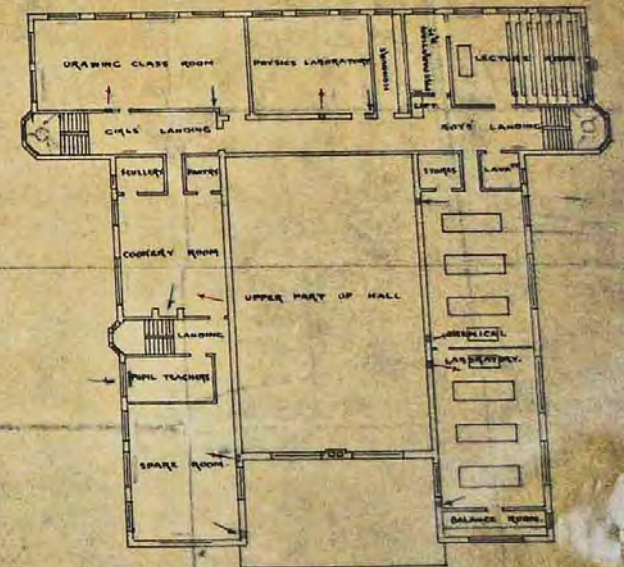 DRAWING CLASS ROOM
PHYSICS LABORATORY
LECTURE ROOM
LIFT
GIRLS' LANDING
BOYS' LANDING
SCULLERY
PANTRY
STORES
LAVʸ
COOKERY ROOM
UPPER PART OF HALL
LANDING
CHEMICAL
LABORATORY.
PUPIL TEACHERS
SPARE ROOM.
BALANCE ROOM.